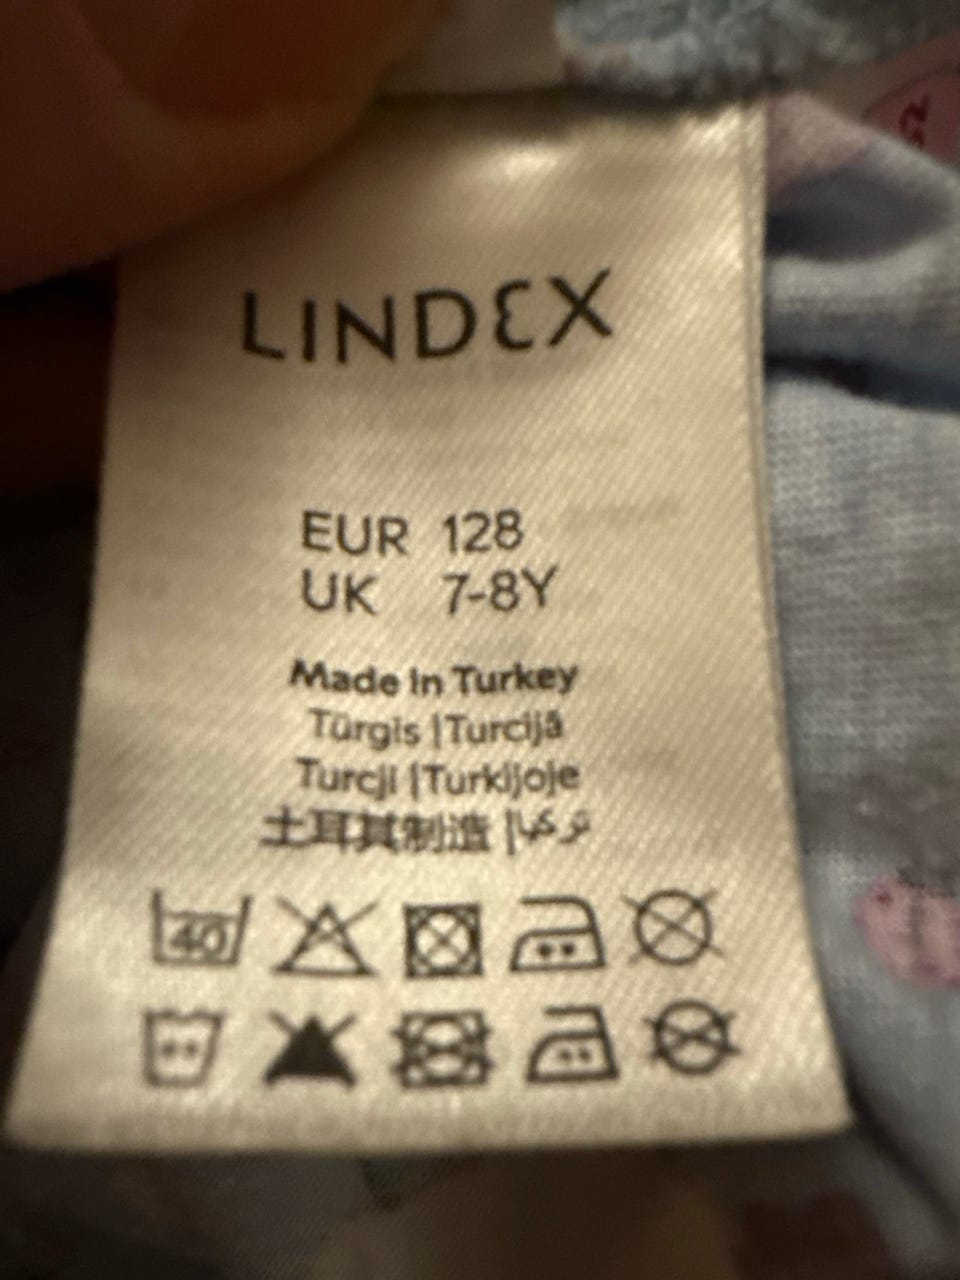 LINDEX
EUR 128
UK 7-8Y
Made in Turkey
Türgis | Turcijā
Turcji | Turkijoje
土耳其制造 | تركيا
40